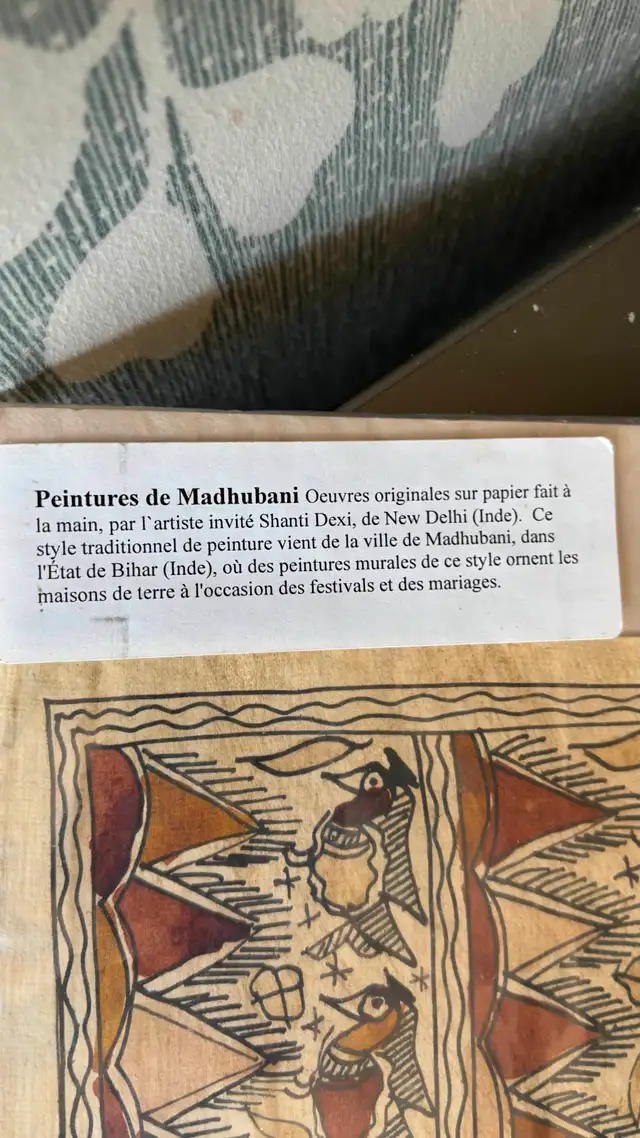 Peintures de Madhubani Oeuvres originales sur papier fait à
la main, par l`artiste invité Shanti Dexi, de New Delhi (Inde). Ce
style traditionnel de peinture vient de la ville de Madhubani, dans
l'État de Bihar (Inde), où des peintures murales de ce style ornent les
maisons de terre à l'occasion des festivals et des mariages.